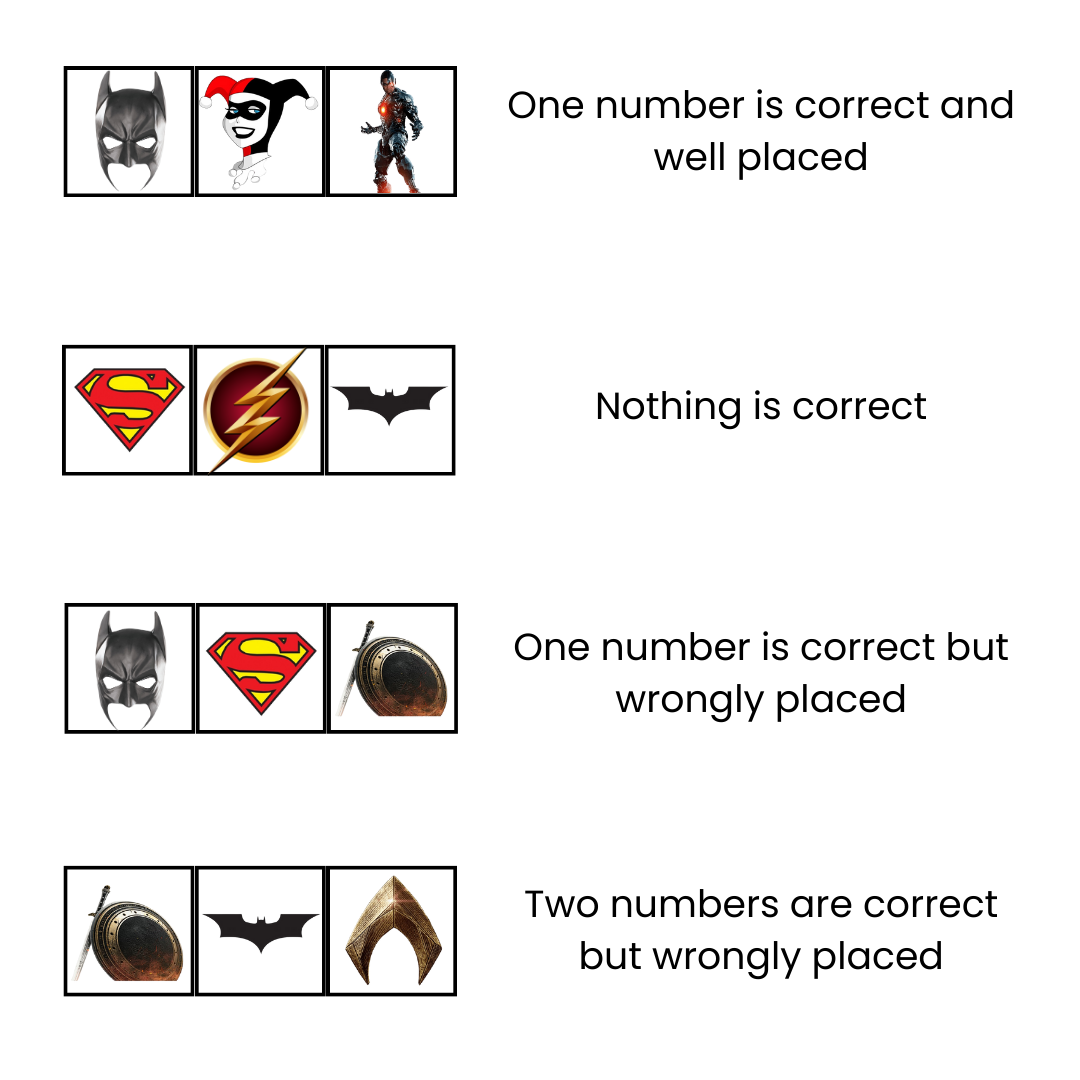 One number is correct and
well placed
Nothing is correct
One number is correct but
wrongly placed
Two numbers are correct
but wrongly placed